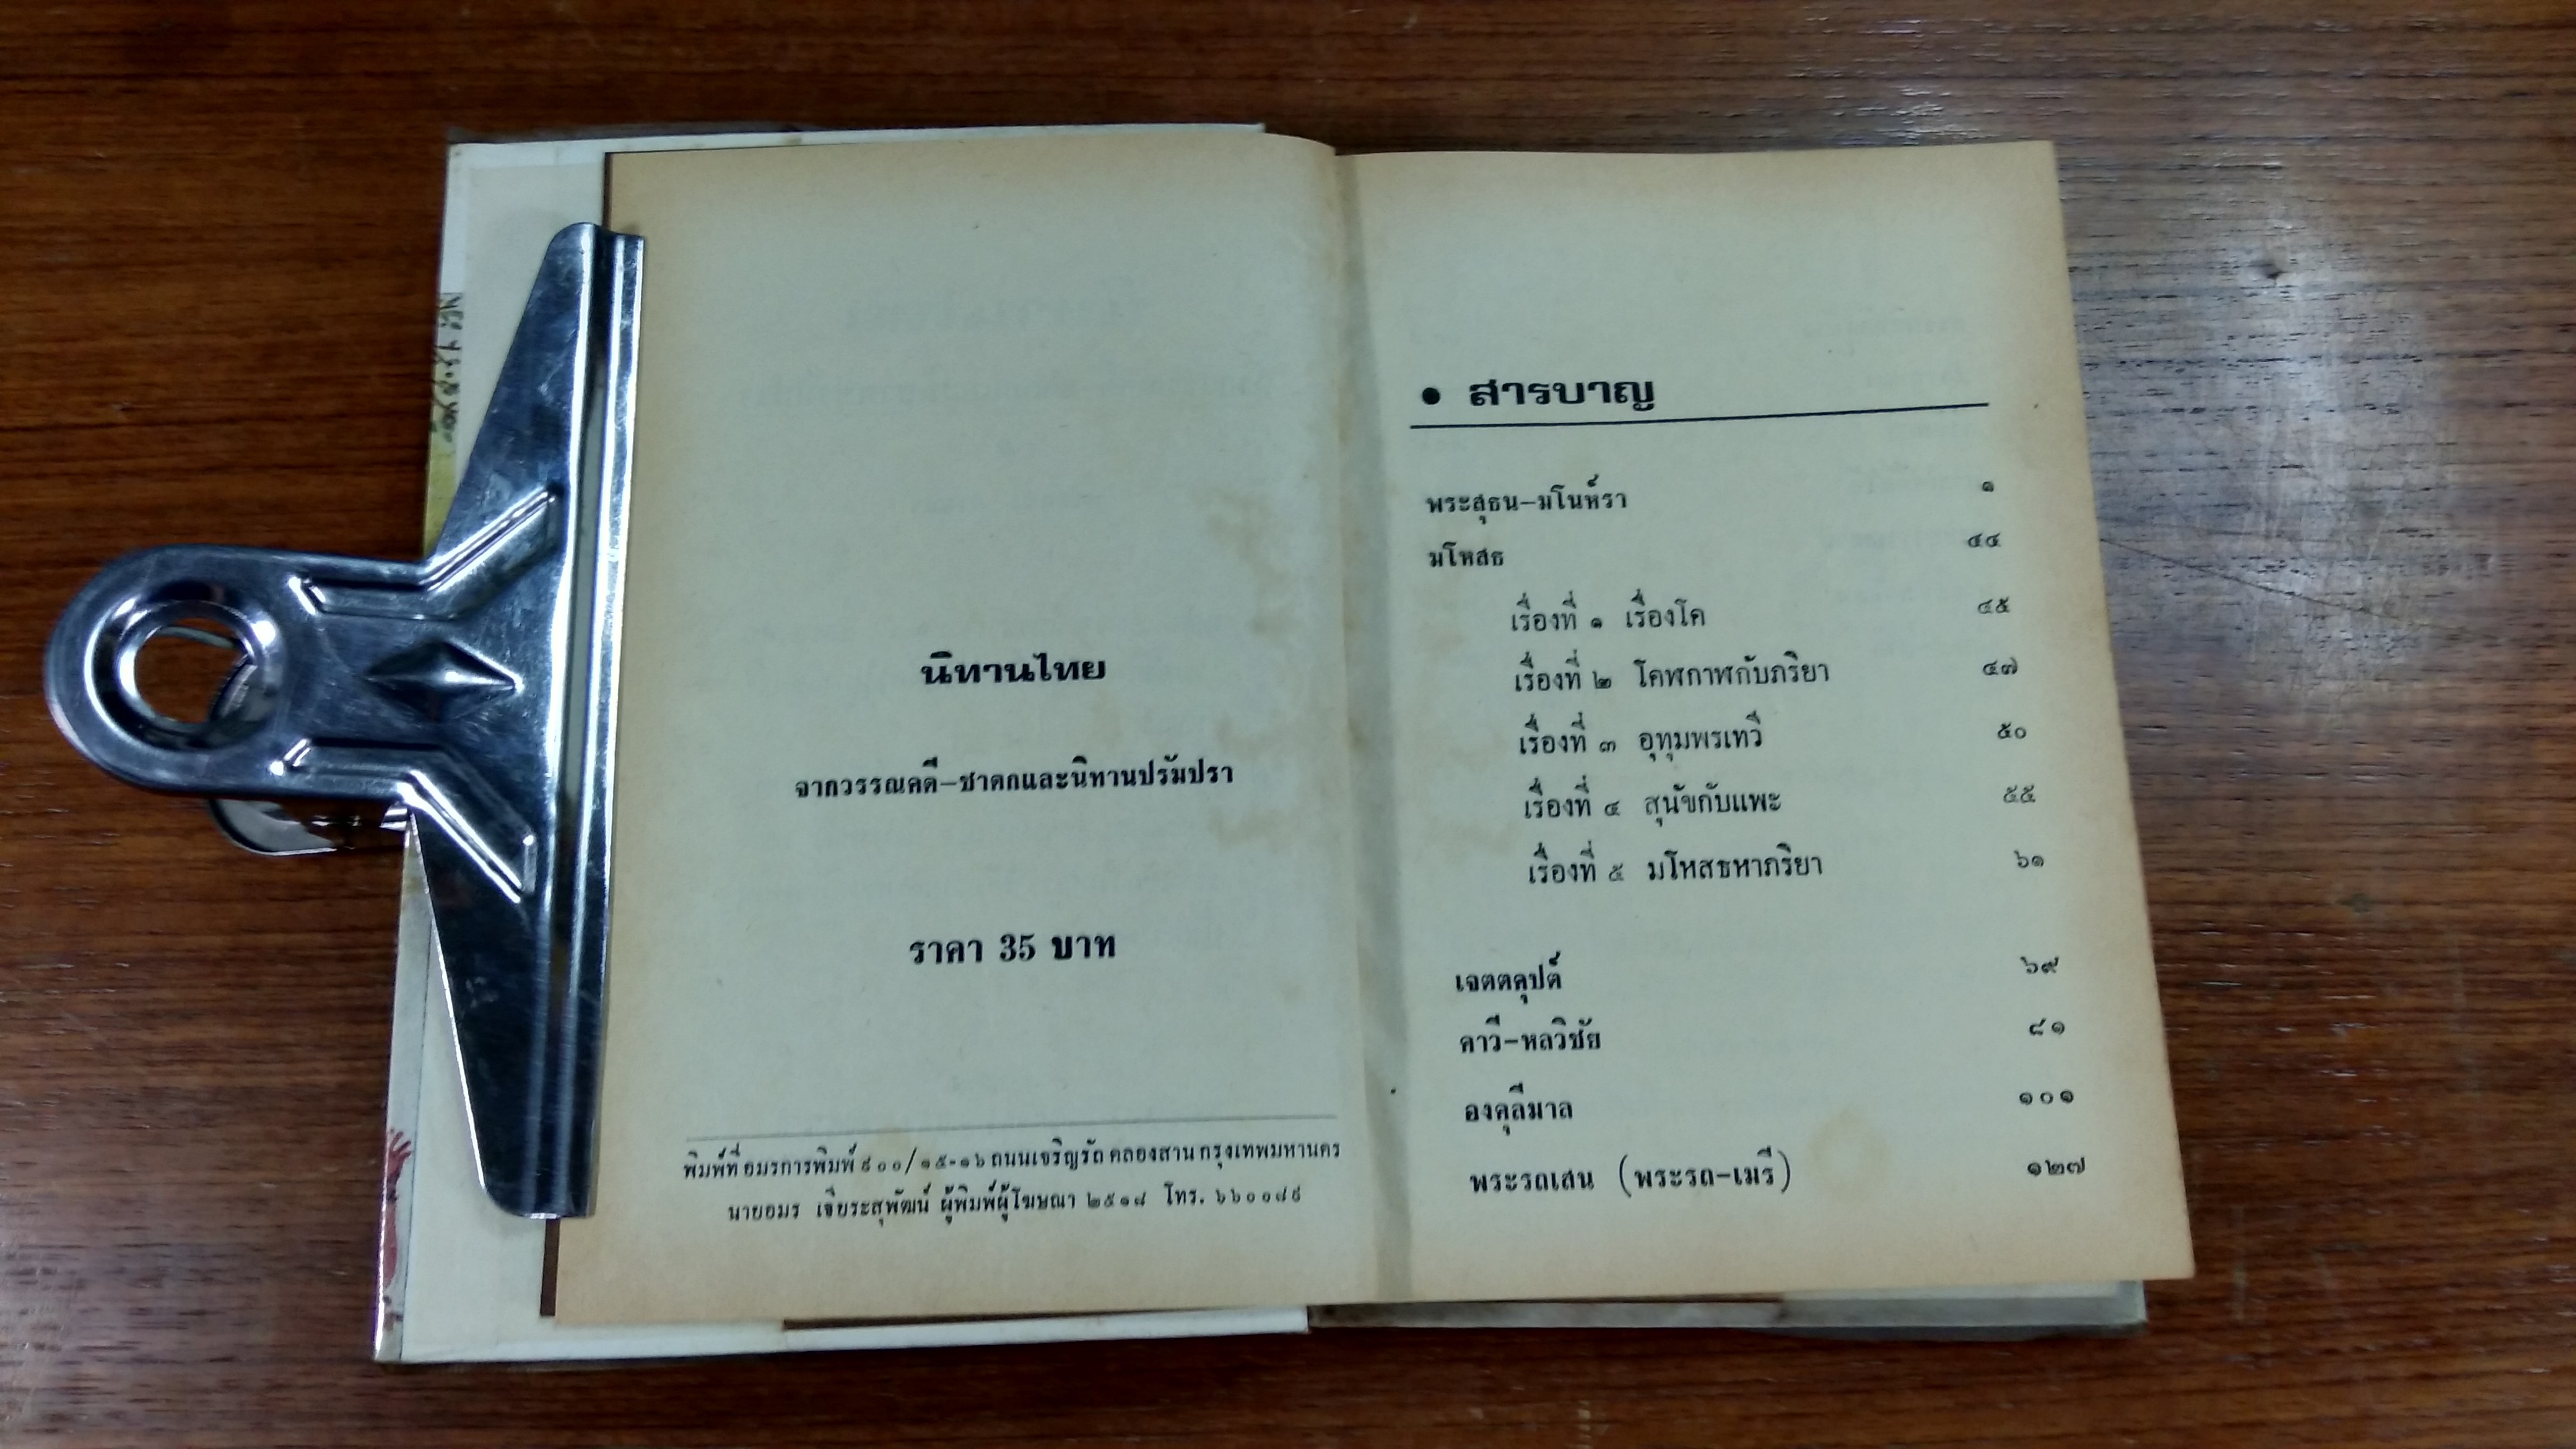 นิทานไทย
จากวรรณคดี-ชาดกและนิทานปรัมปรา
ราคา 35 บาท
พิมพ์ที่ อมรการพิมพ์ ๙๐๐/๑๕-๑๖ ถนนเจริญรัถ คลองสาน กรุงเทพมหานคร
นายอมร เจียระสุพัฒน์ ผู้พิมพ์ผู้โฆษณา ๒๕๑๘ โทร.
• สารบาญ
พระสุธน-มโนห์รา ๑
มโหสธ ๔๔
เรื่องที่ ๑ เรื่องโค ๔๕
เรื่องที่ ๒ โคฬกาฬกับภริยา ๔๗
เรื่องที่ ๓ อุทุมพรเทวี ๕๐
เรื่องที่ ๔ สุนัขกับแพะ ๕๕
เรื่องที่ ๕ มโหสธหาภริยา ๖๑
เจตตคุปต์ ๖๙
คาวี-หลวิชัย ๘๑
องคุลีมาล ๑๐๑
พระรถเสน (พระรถ-เมรี) ๑๒๗